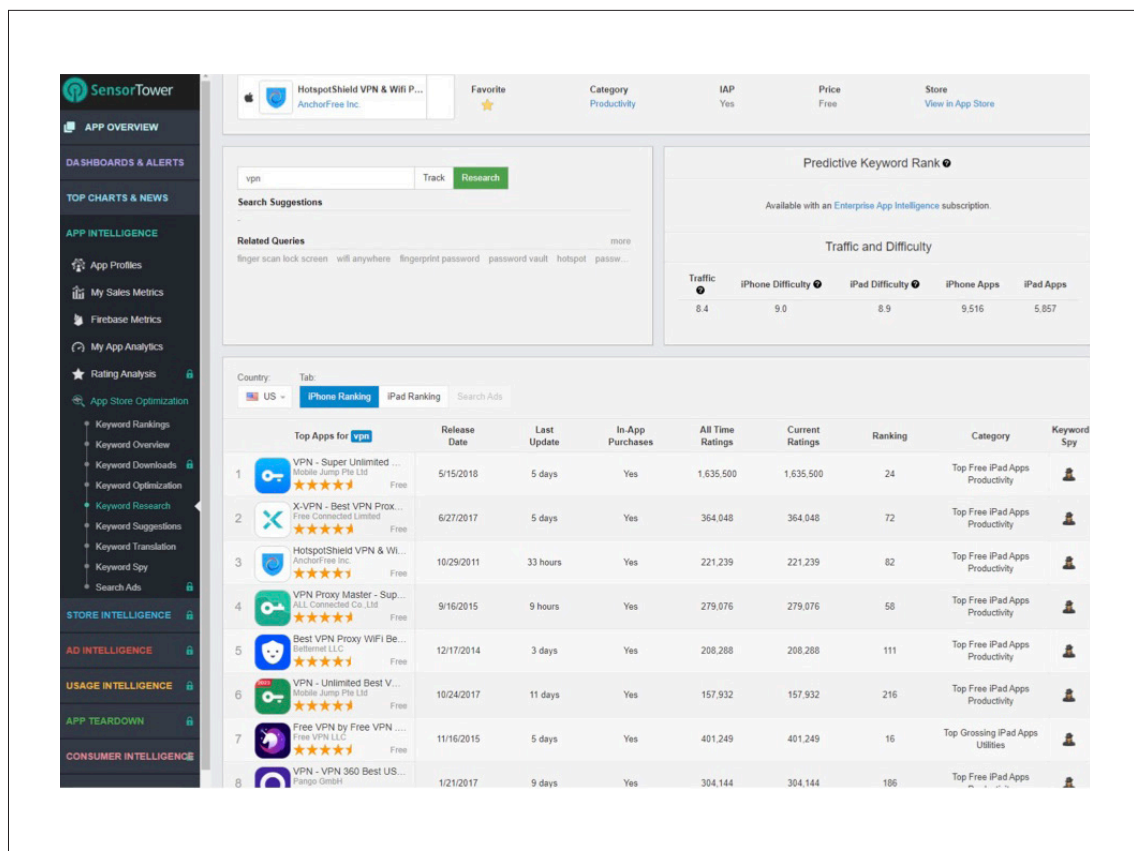 SensorTower
APP OVERVIEW
DASHBOARDS & ALERTS
TOP CHARTS & NEWS
APP INTELLIGENCE
App Profiles
My Sales Metrics
Firebase Metrics
My App Analytics
Rating Analysis
App Store Optimization
Keyword Rankings
Keyword Overview
Keyword Downloads
Keyword Optimization
Keyword Research
Keyword Suggestions
Keyword Translation
Keyword Spy
Search Ads
STORE INTELLIGENCE
AD INTELLIGENCE
USAGE INTELLIGENCE
APP TEARDOWN
CONSUMER INTELLIGENCE
HotspotShield VPN & Wifi P... Favorite Category IAP Price Store
AnchorFree Inc. Productivity Yes Free View in App Store
vpn Track Research
Search Suggestions
-
Related Queries more
finger scan lock screen wifi anywhere fingerprint password password vault hotspot passw...
Predictive Keyword Rank
Available with an Enterprise App Intelligence subscription.
Traffic and Difficulty
Traffic iPhone Difficulty iPad Difficulty iPhone Apps iPad Apps
8.4 9.0 8.9 9,516 5,857
Country: Tab:
US iPhone Ranking iPad Ranking Search Ads
Top Apps for vpn Release Date Last Update In-App Purchases All Time Ratings Current Ratings Ranking Category Keyword Spy
1 VPN - Super Unlimited ... 5/15/2018 5 days Yes 1,635,500 1,635,500 24 Top Free iPad Apps
Mobile Jump Pte Ltd Productivity
Free
2 X-VPN - Best VPN Prox... 6/27/2017 5 days Yes 364,048 364,048 72 Top Free iPad Apps
Free Connected Limited Productivity
Free
3 HotspotShield VPN & Wi... 10/29/2011 33 hours Yes 221,239 221,239 82 Top Free iPad Apps
AnchorFree Inc. Productivity
Free
4 VPN Proxy Master - Sup... 9/16/2015 9 hours Yes 279,076 279,076 58 Top Free iPad Apps
ALL Connected Co.,Ltd Productivity
Free
5 Best VPN Proxy WiFi Be... 12/17/2014 3 days Yes 208,288 208,288 111 Top Free iPad Apps
Betternet LLC Productivity
Free
6 VPN - Unlimited Best V... 10/24/2017 11 days Yes 157,932 157,932 216 Top Free iPad Apps
Mobile Jump Pte Ltd Productivity
Free
7 Free VPN by Free VPN .... 11/16/2015 5 days Yes 401,249 401,249 16 Top Grossing iPad Apps
Free VPN LLC Utilities
Free
8 VPN - VPN 360 Best US... 1/21/2017 9 days Yes 304,144 304,144 186 Top Free iPad Apps
Pango GmbH